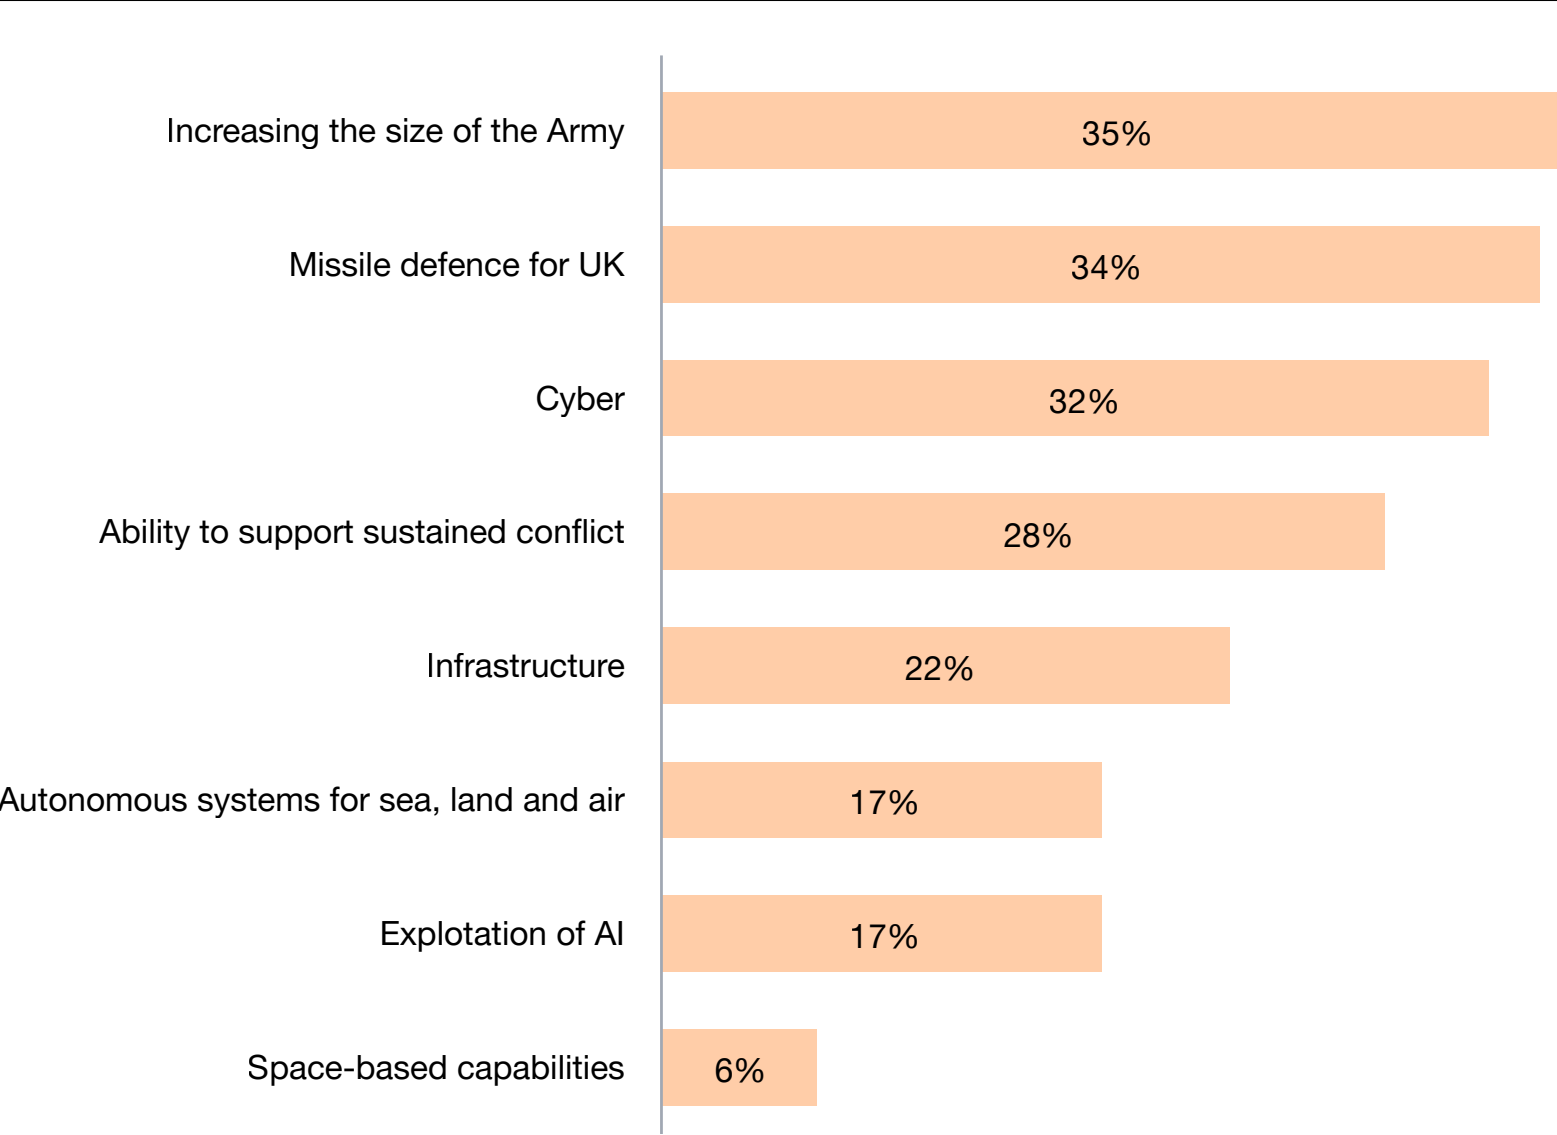 Increasing the size of the Army 35%
Missile defence for UK 34%
Cyber 32%
Ability to support sustained conflict 28%
Infrastructure 22%
Autonomous systems for sea, land and air 17%
Explotation of AI 17%
Space-based capabilities 6%